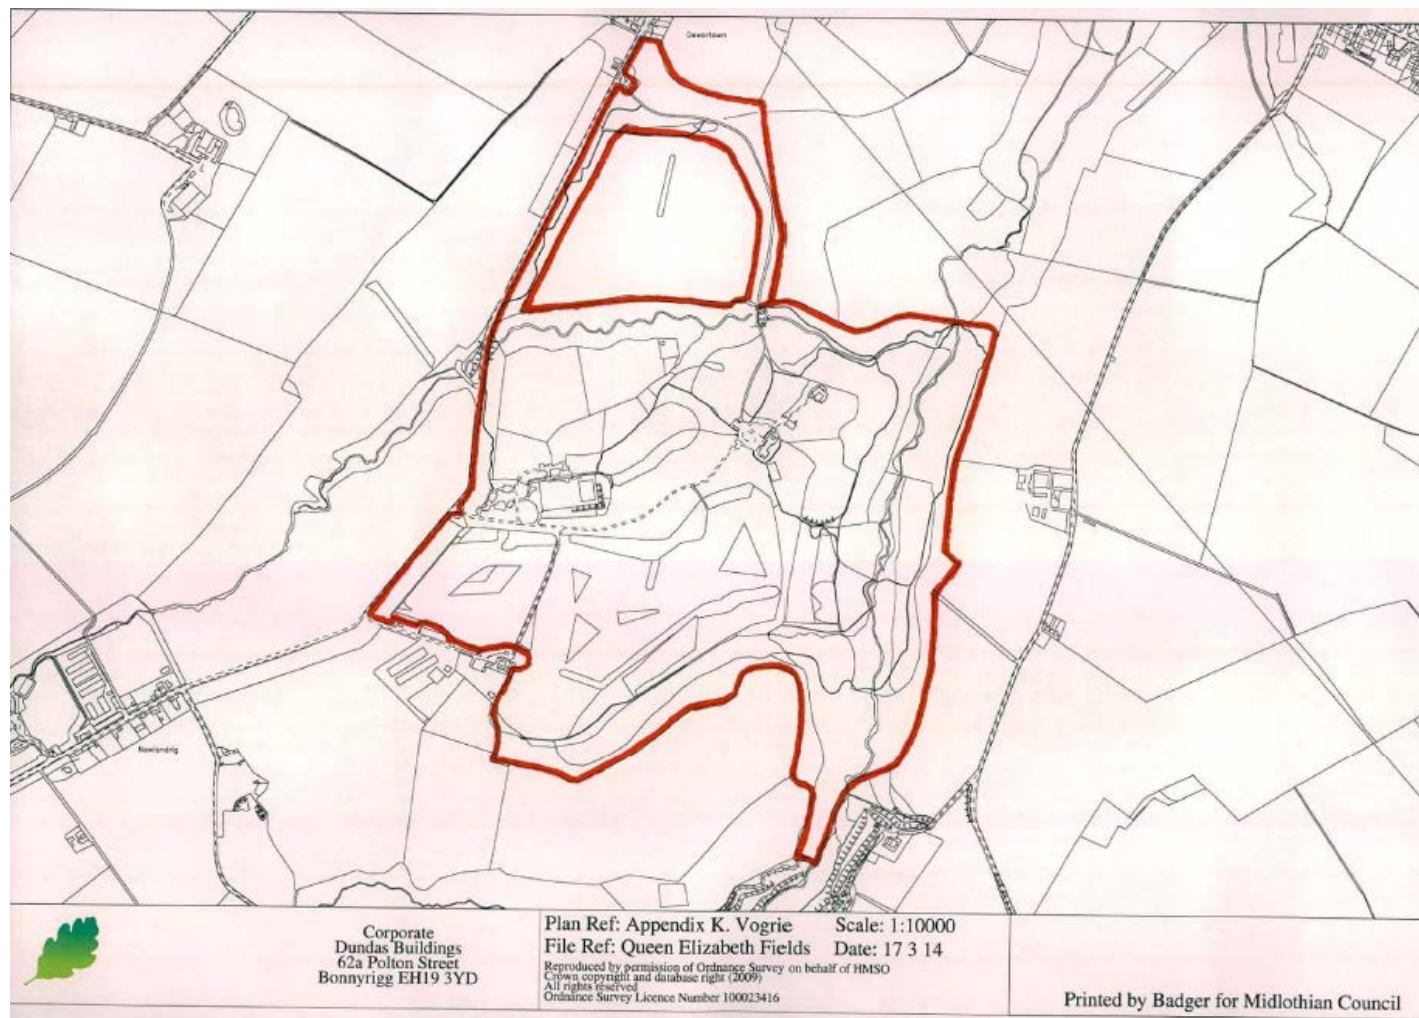 Dewartown
Newlandrig
Corporate
Dundas Buildings
62a Polton Street
Bonnyrigg EH19 3YD
Plan Ref: Appendix K. Vogrie Scale: 1:10000
File Ref: Queen Elizabeth Fields Date: 17 3 14
Reproduced by permission of Ordnance Survey on behalf of HMSO
Crown copyright and database right (2009)
All rights reserved
Ordnance Survey Licence Number 100023416
Printed by Badger for Midlothian Council